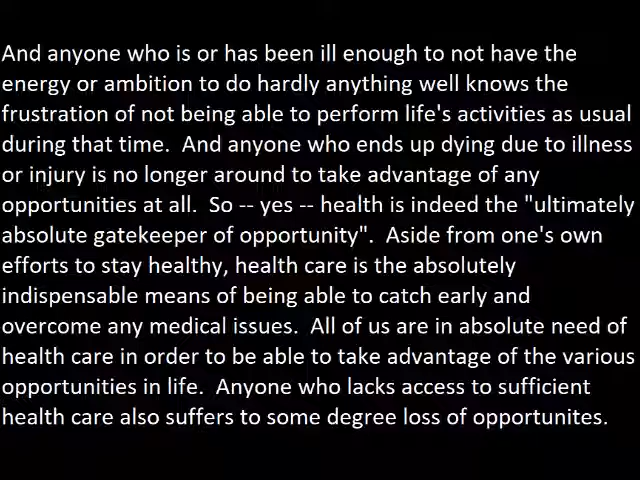 And anyone who is or has been ill enough to not have the
energy or ambition to do hardly anything well knows the
frustration of not being able to perform life's activities as usual
during that time.  And anyone who ends up dying due to illness
or injury is no longer around to take advantage of any
opportunities at all.  So -- yes -- health is indeed the "ultimately
absolute gatekeeper of opportunity".  Aside from one's own
efforts to stay healthy, health care is the absolutely
indispensable means of being able to catch early and
overcome any medical issues.  All of us are in absolute need of
health care in order to be able to take advantage of the various
opportunities in life.  Anyone who lacks access to sufficient
health care also suffers to some degree loss of opportunites.